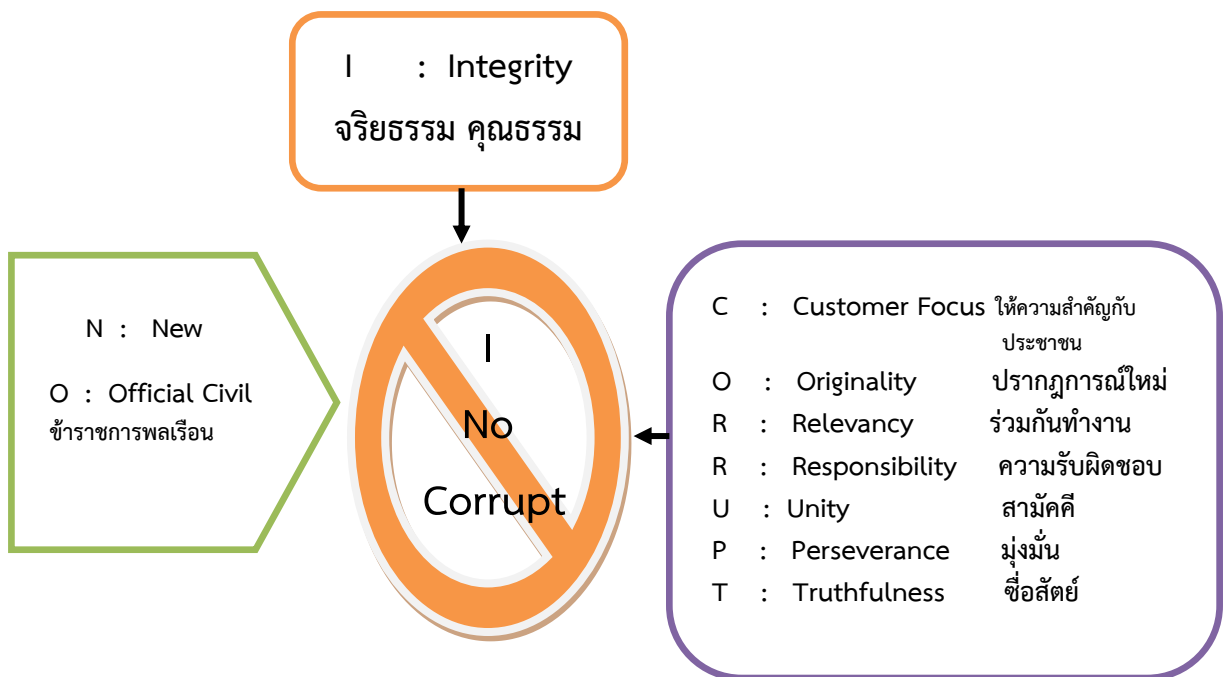 I : Integrity
จริยธรรม คุณธรรม
N : New
O : Official Civil
ข้าราชการพลเรือน
I
No
Corrupt
C : Customer Focus ให้ความสำคัญกับ
ประชาชน
O : Originality ปรากฎการณ์ใหม่
R : Relevancy ร่วมกันทำงาน
R : Responsibility ความรับผิดชอบ
U : Unity สามัคคี
P : Perseverance มุ่งมั่น
T : Truthfulness ซื่อสัตย์